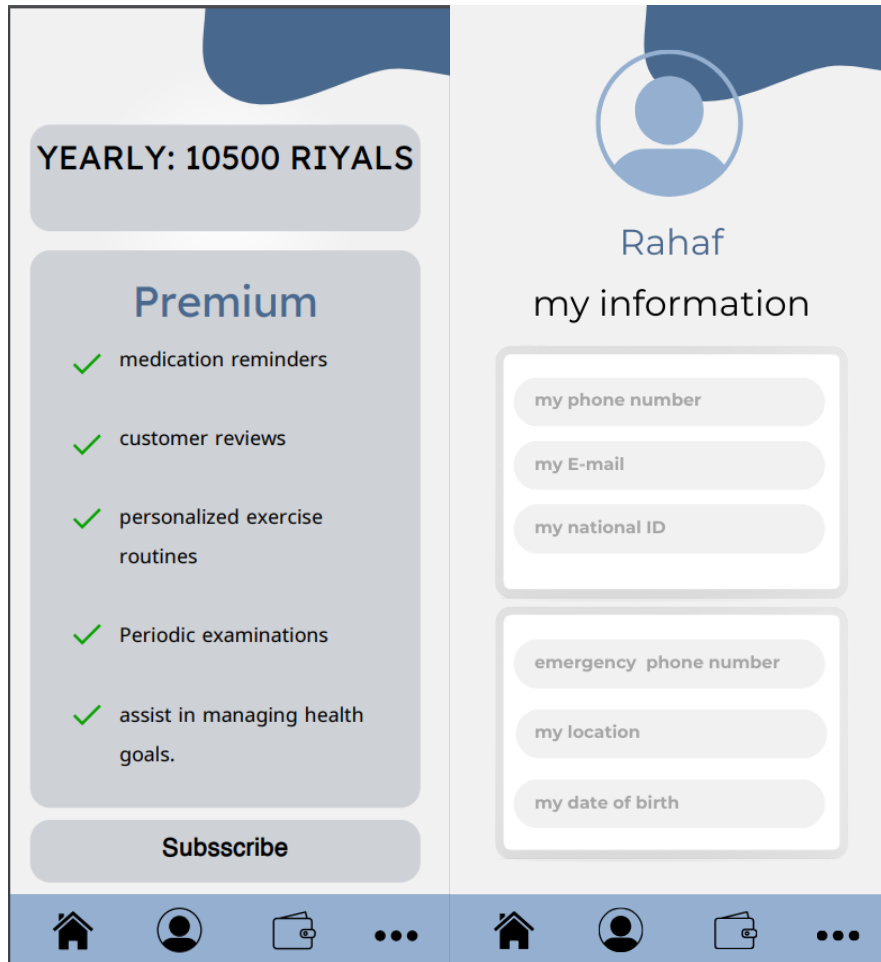 YEARLY: 10500 RIYALS
Premium
medication reminders
customer reviews
personalized exercise
routines
Periodic examinations
assist in managing health
goals.
Subsscribe
Rahaf
my information
my phone number
my E-mail
my national ID
emergency phone number
my location
my date of birth